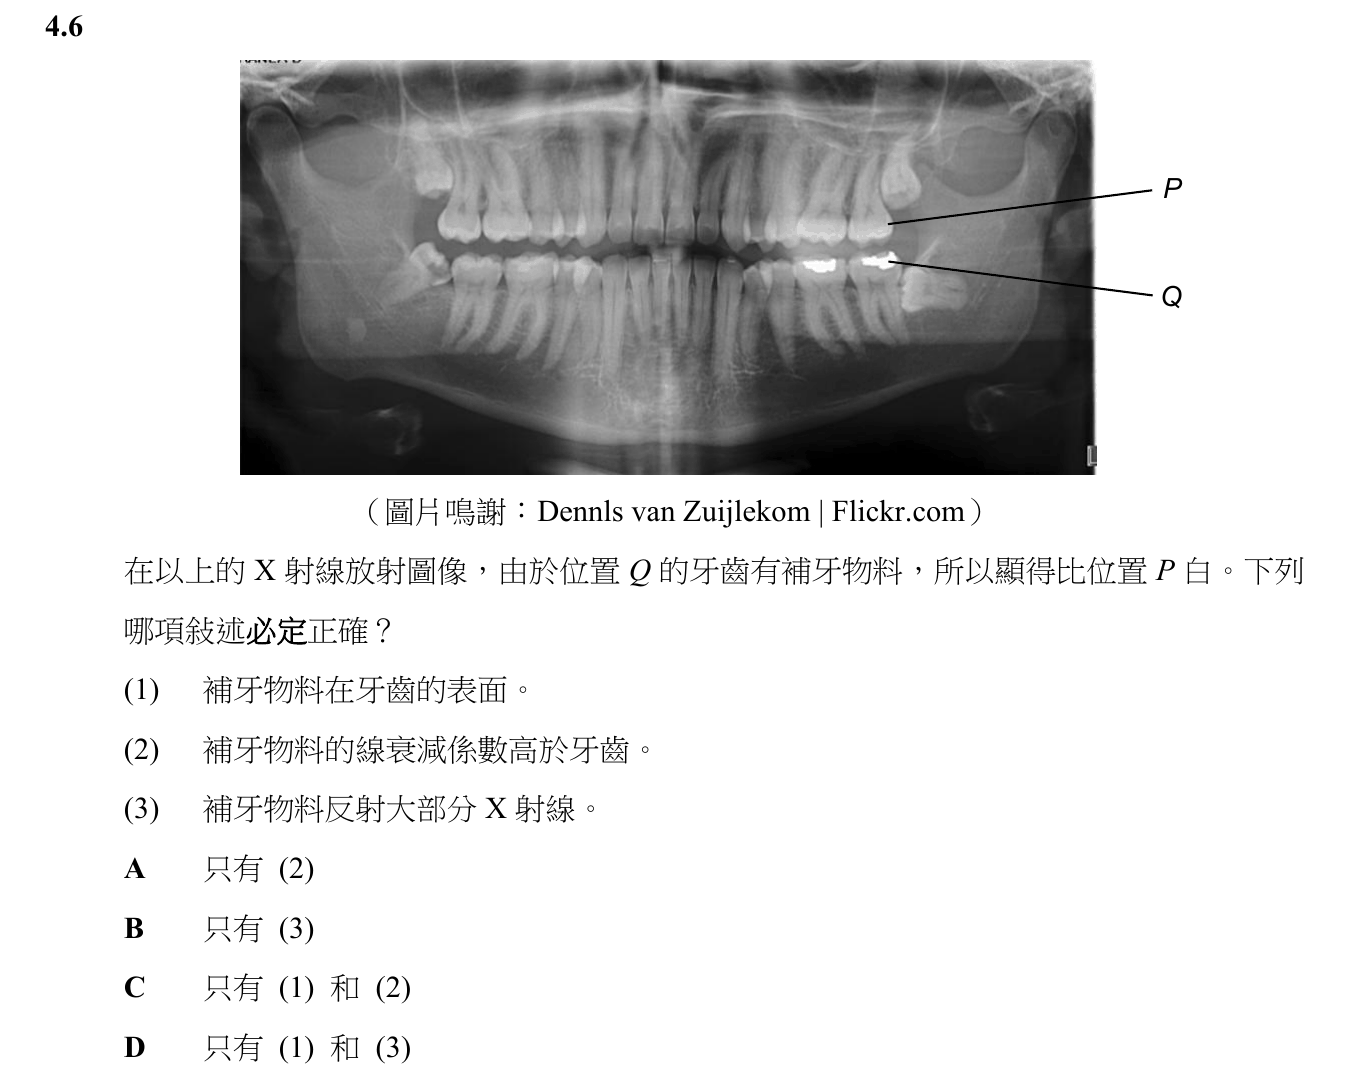 4.6
P
Q
L
（圖片鳴謝：Dennls van Zuijlekom | Flickr.com）
在以上的 X 射線放射圖像，由於位置 Q 的牙齒有補牙物料，所以顯得比位置 P 白。下列
哪項敍述必定正確？
(1) 補牙物料在牙齒的表面。
(2) 補牙物料的線衰減係數高於牙齒。
(3) 補牙物料反射大部分 X 射線。
A 只有 (2)
B 只有 (3)
C 只有 (1) 和 (2)
D 只有 (1) 和 (3)